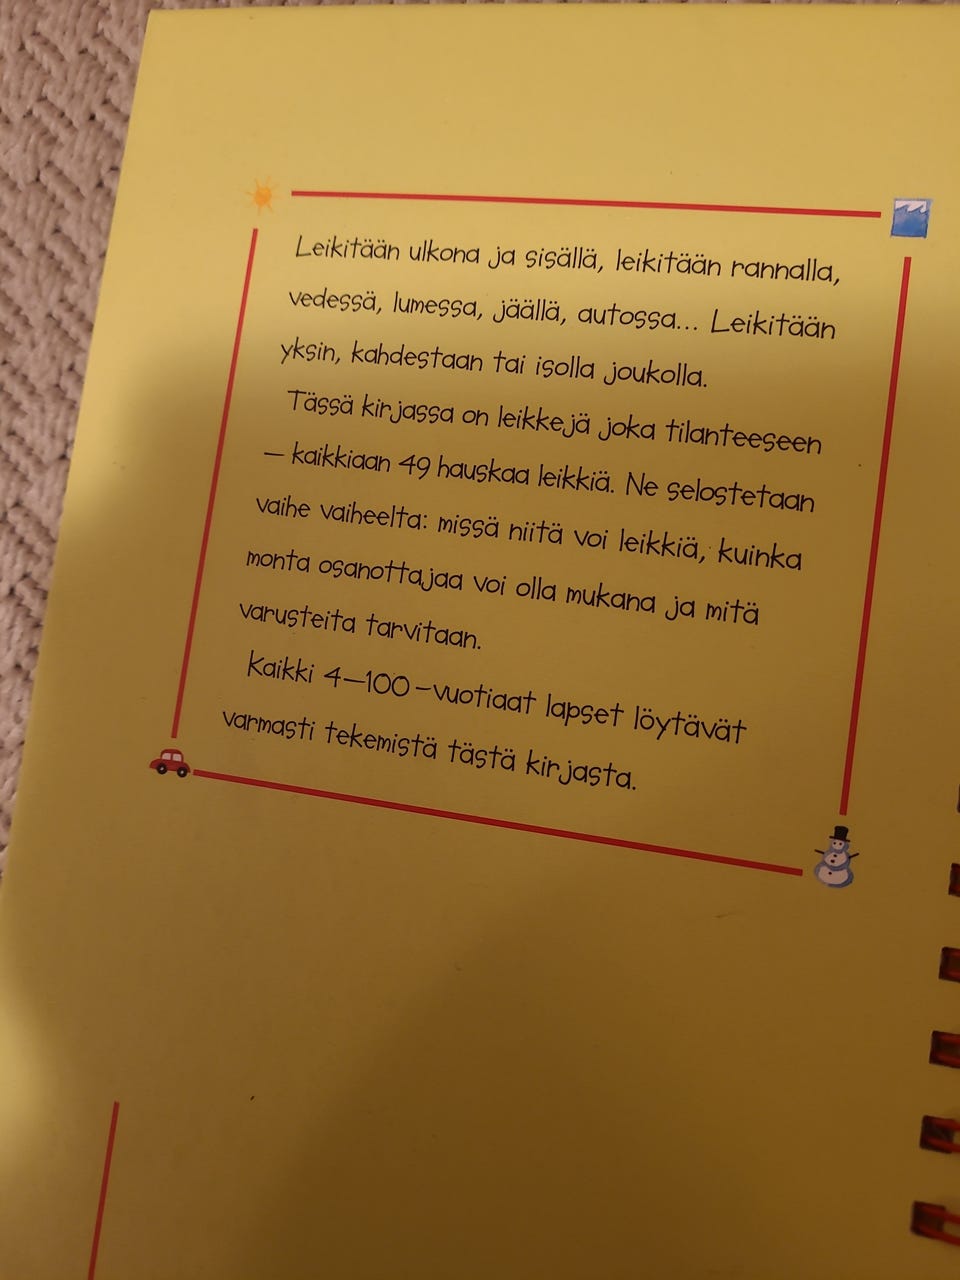 Leikitään ulkona ja sisällä, leikitään rannalla,
vedessä, lumessa, jäällä, autossa... Leikitään
yksin, kahdestaan tai isolla joukolla.
Tässä kirjassa on leikkejä joka tilanteeseen
– kaikkiaan 49 hauskaa leikkiä. Ne selostetaan
vaihe vaiheelta: missä niitä voi leikkiä, kuinka
monta osanottajaa voi olla mukana ja mitä
varusteita tarvitaan.
Kaikki 4–100-vuotiaat lapset löytävät
varmasti tekemistä tästä kirjasta.